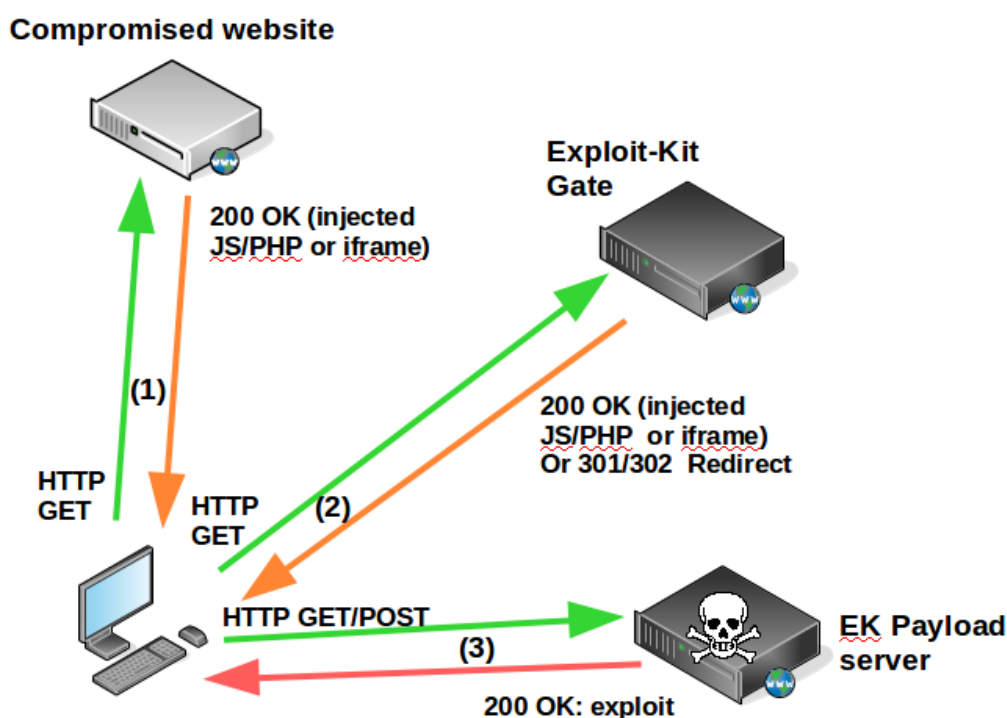 Compromised website
200 OK (injected
JS/PHP or iframe)
Exploit-Kit
Gate
(1)
200 OK (injected
JS/PHP or iframe)
Or 301/302 Redirect
HTTP
GET
HTTP
GET
(2)
HTTP GET/POST
(3)
EK Payload
server
200 OK: exploit